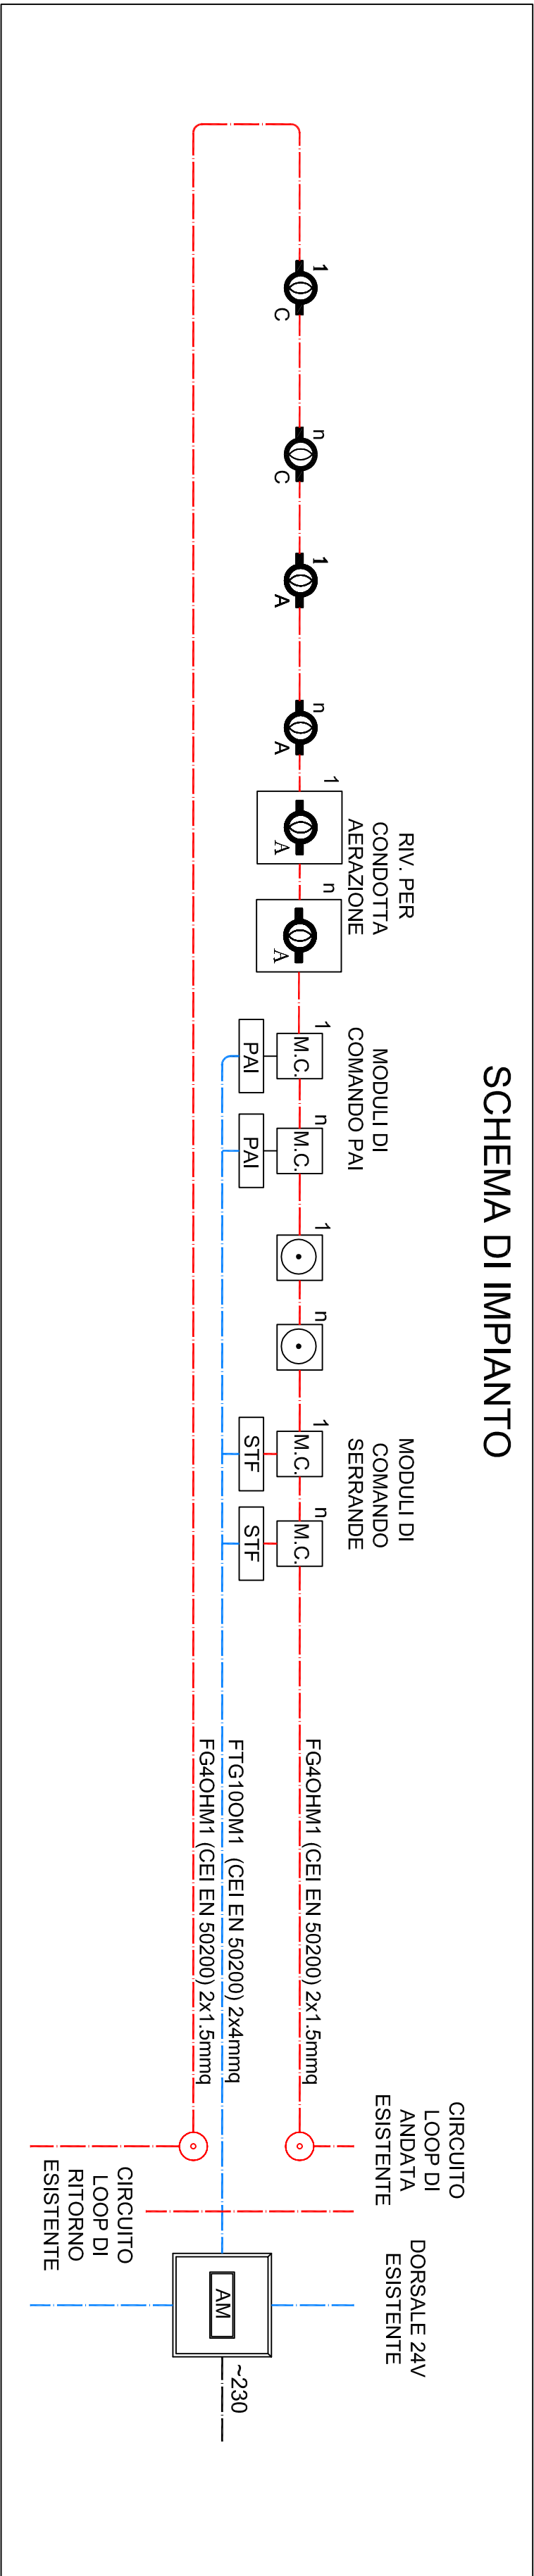 SCHEMA DI IMPIANTO
RIV. PER
CONDOTTA
AERAZIONE
MODULI DI
COMANDO PAI
MODULI DI
COMANDO
SERRANDE
CIRCUITO
LOOP DI
ANDATA
ESISTENTE
DORSALE 24V
ESISTENTE
1
C
n
C
1
A
n
A
1
A
n
A
1
M.C.
PAI
n
M.C.
PAI
1
n
1
M.C.
STF
n
M.C.
STF
FG4OHM1 (CEI EN 50200) 2x1.5mmq
FTG10OM1 (CEI EN 50200) 2x4mmq
FG4OHM1 (CEI EN 50200) 2x1.5mmq
AM
~230
CIRCUITO
LOOP DI
RITORNO
ESISTENTE